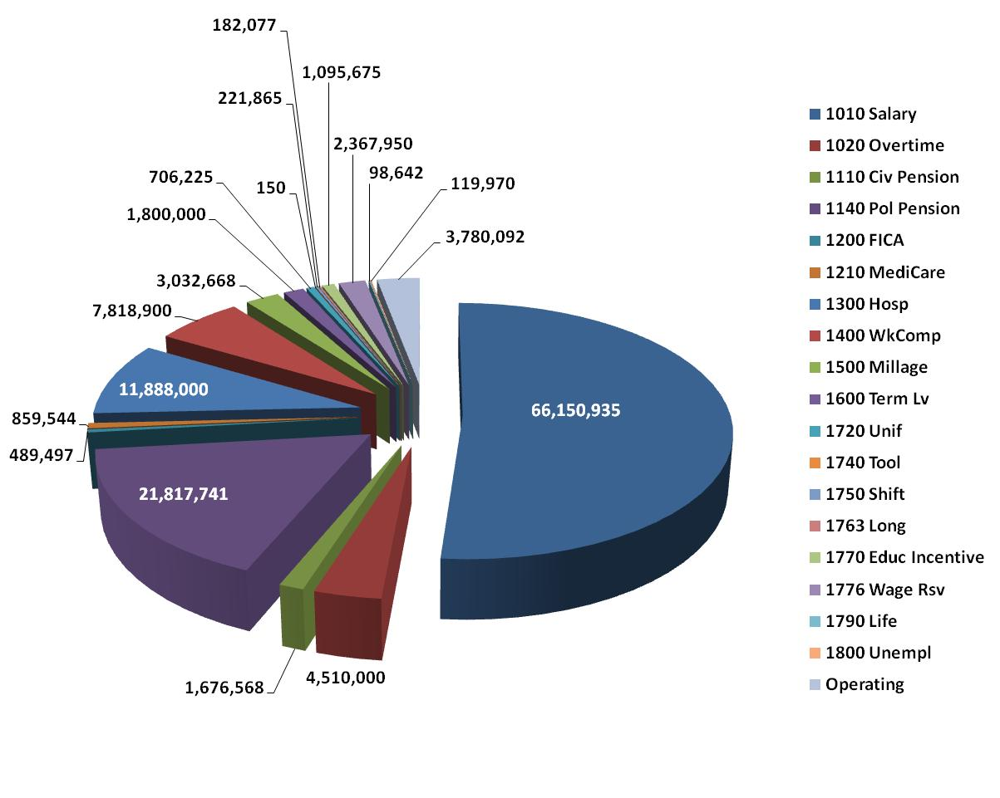 182,077
1,095,675
221,865
2,367,950
98,642
706,225
150
119,970
1,800,000
3,780,092
3,032,668
7,818,900
11,888,000
66,150,935
859,544
489,497
21,817,741
1,676,568
4,510,000
1010 Salary
1020 Overtime
1110 Civ Pension
1140 Pol Pension
1200 FICA
1210 MediCare
1300 Hosp
1400 WkComp
1500 Millage
1600 Term Lv
1720 Unif
1740 Tool
1750 Shift
1763 Long
1770 Educ Incentive
1776 Wage Rsv
1790 Life
1800 Unempl
Operating